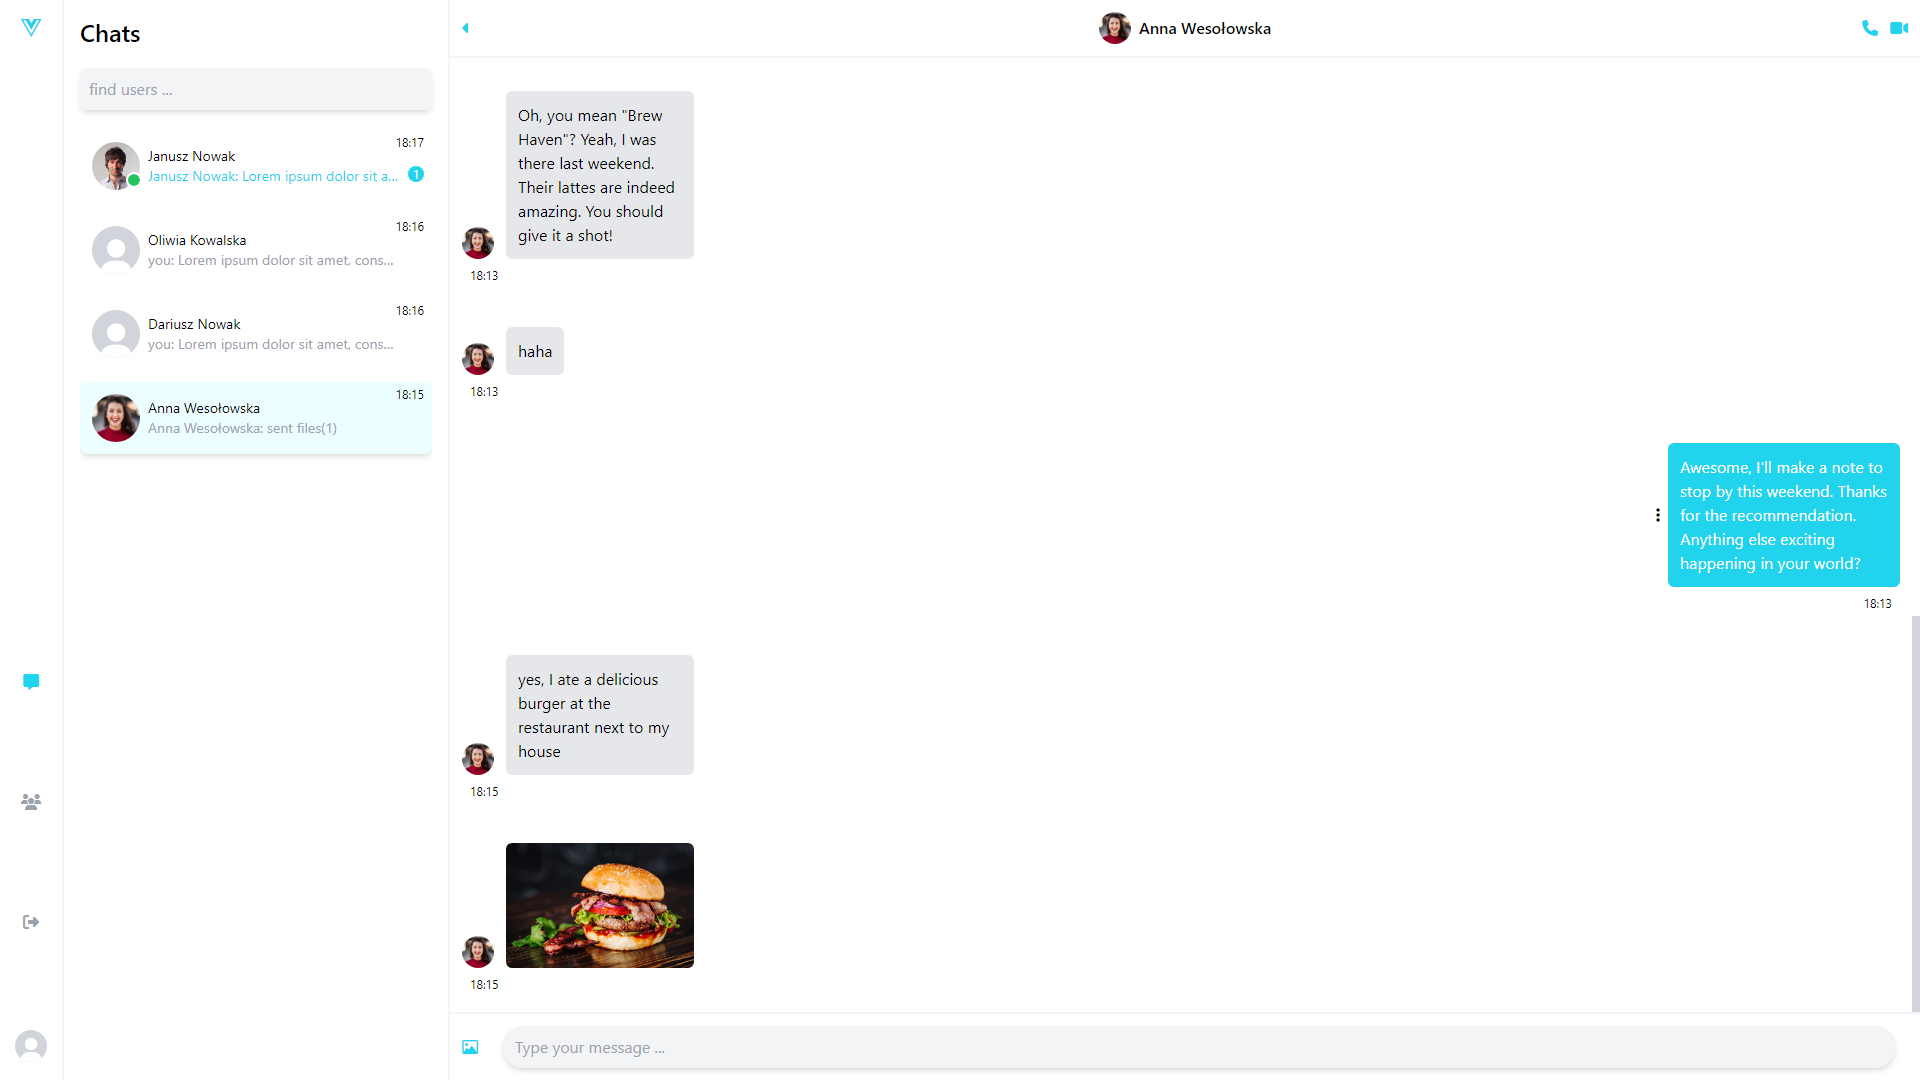 Chats
find users ...
18:17
Janusz Nowak
Janusz Nowak: Lorem ipsum dolor sit a...
1
18:16
Oliwia Kowalska
you: Lorem ipsum dolor sit amet, cons...
18:16
Dariusz Nowak
you: Lorem ipsum dolor sit amet, cons...
18:15
Anna Wesołowska
Anna Wesołowska: sent files(1)
Anna Wesołowska
Oh, you mean "Brew
Haven"? Yeah, I was
there last weekend.
Their lattes are indeed
amazing. You should
give it a shot!
18:13
haha
18:13
Awesome, I'll make a note to
stop by this weekend. Thanks
for the recommendation.
Anything else exciting
happening in your world?
18:13
yes, I ate a delicious
burger at the
restaurant next to my
house
18:15
18:15
Type your message ...